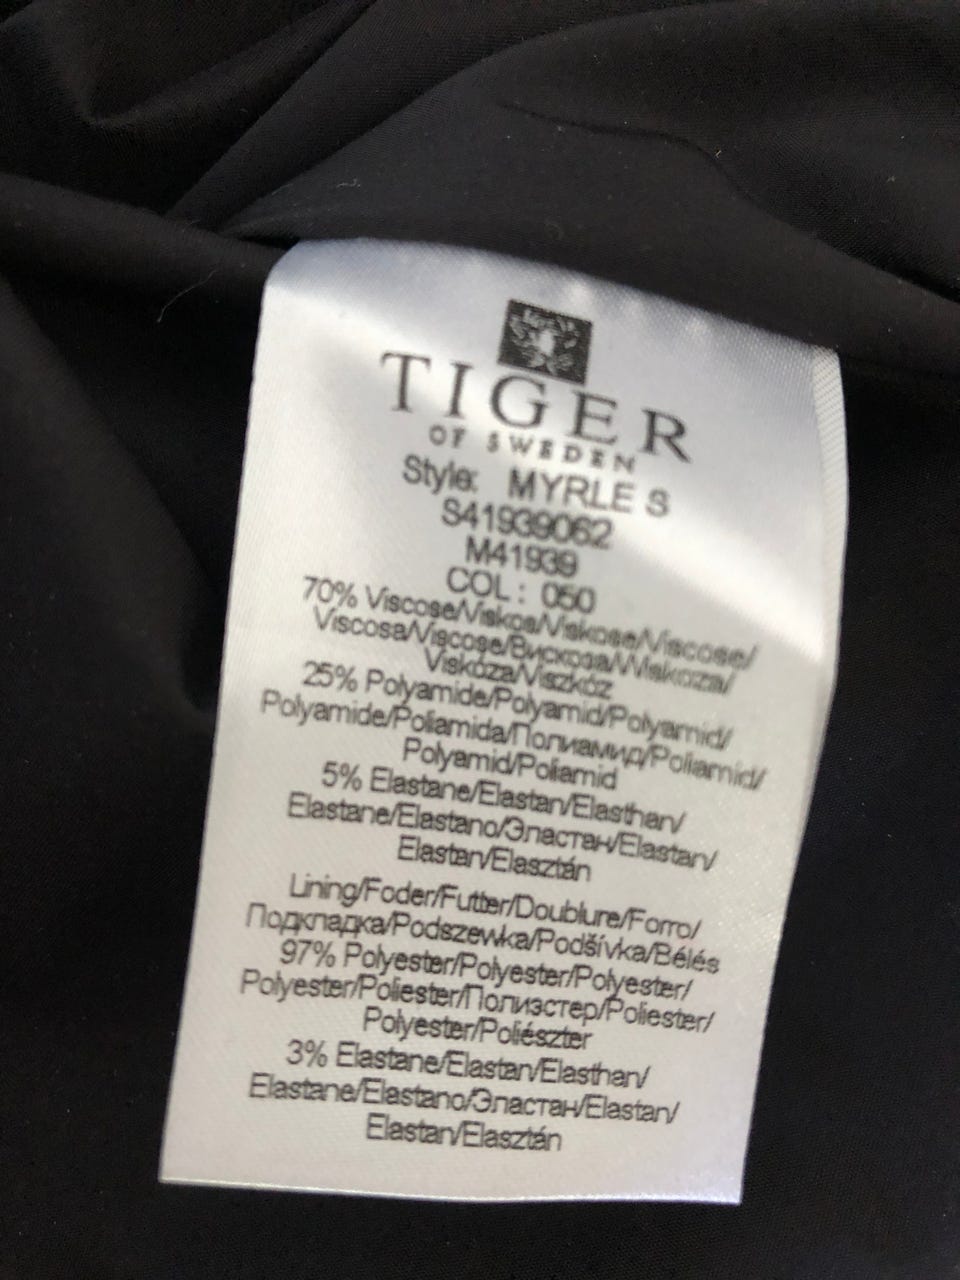 TIGER
OF SWEDEN
Style: MYRLE S
S41939062
M41939
COL: 050
70% Viscose/Viskos/Viskose/Viscose/
Viscosa/Viscose/Вискоза/Wiskoza/
Viskóza/Viszkóz
25% Polyamide/Polyamid/Polyamid/
Polyamide/Poliamida/Полиамид/Poliamid/
Polyamid/Poliamid
5% Elastane/Elastan/Elasthan/
Elastane/Elastano/Эластан/Elastan/
Elastan/Elasztán
Lining/Foder/Futter/Doublure/Forro/
Подкладка/Podszewka/Podšívka/Bélés
97% Polyester/Polyester/Polyester/
Polyester/Poliester/Полиэстер/Poliester/
Polyester/Poliészter
3% Elastane/Elastan/Elasthan/
Elastane/Elastano/Эластан/Elastan/
Elastan/Elasztán